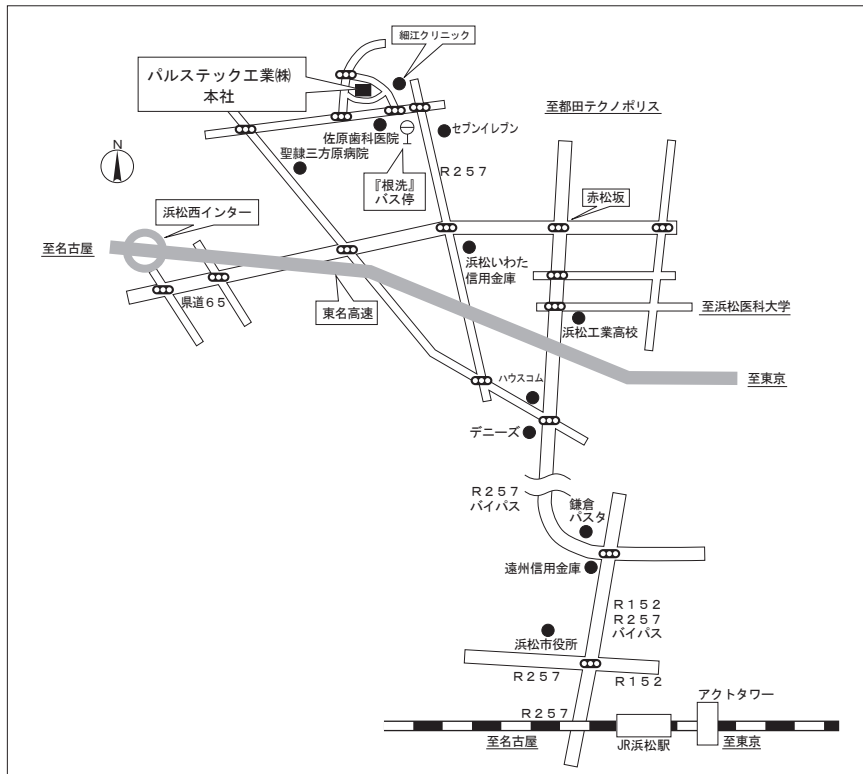 細江クリニック
パルステック工業㈱
本社
至都田テクノポリス
セブンイレブン
佐原歯科医院
聖隷三方原病院
R257
『根洗』
バス停
赤松坂
浜松西インター
至名古屋
浜松いわた
信用金庫
県道65
東名高速
至浜松医科大学
浜松工業高校
ハウスコム
至東京
デニーズ
R257
バイパス
鎌倉
パスタ
遠州信用金庫
R152
R257
バイパス
浜松市役所
R257
R152
アクトタワー
R257
至名古屋
JR浜松駅
至東京
N